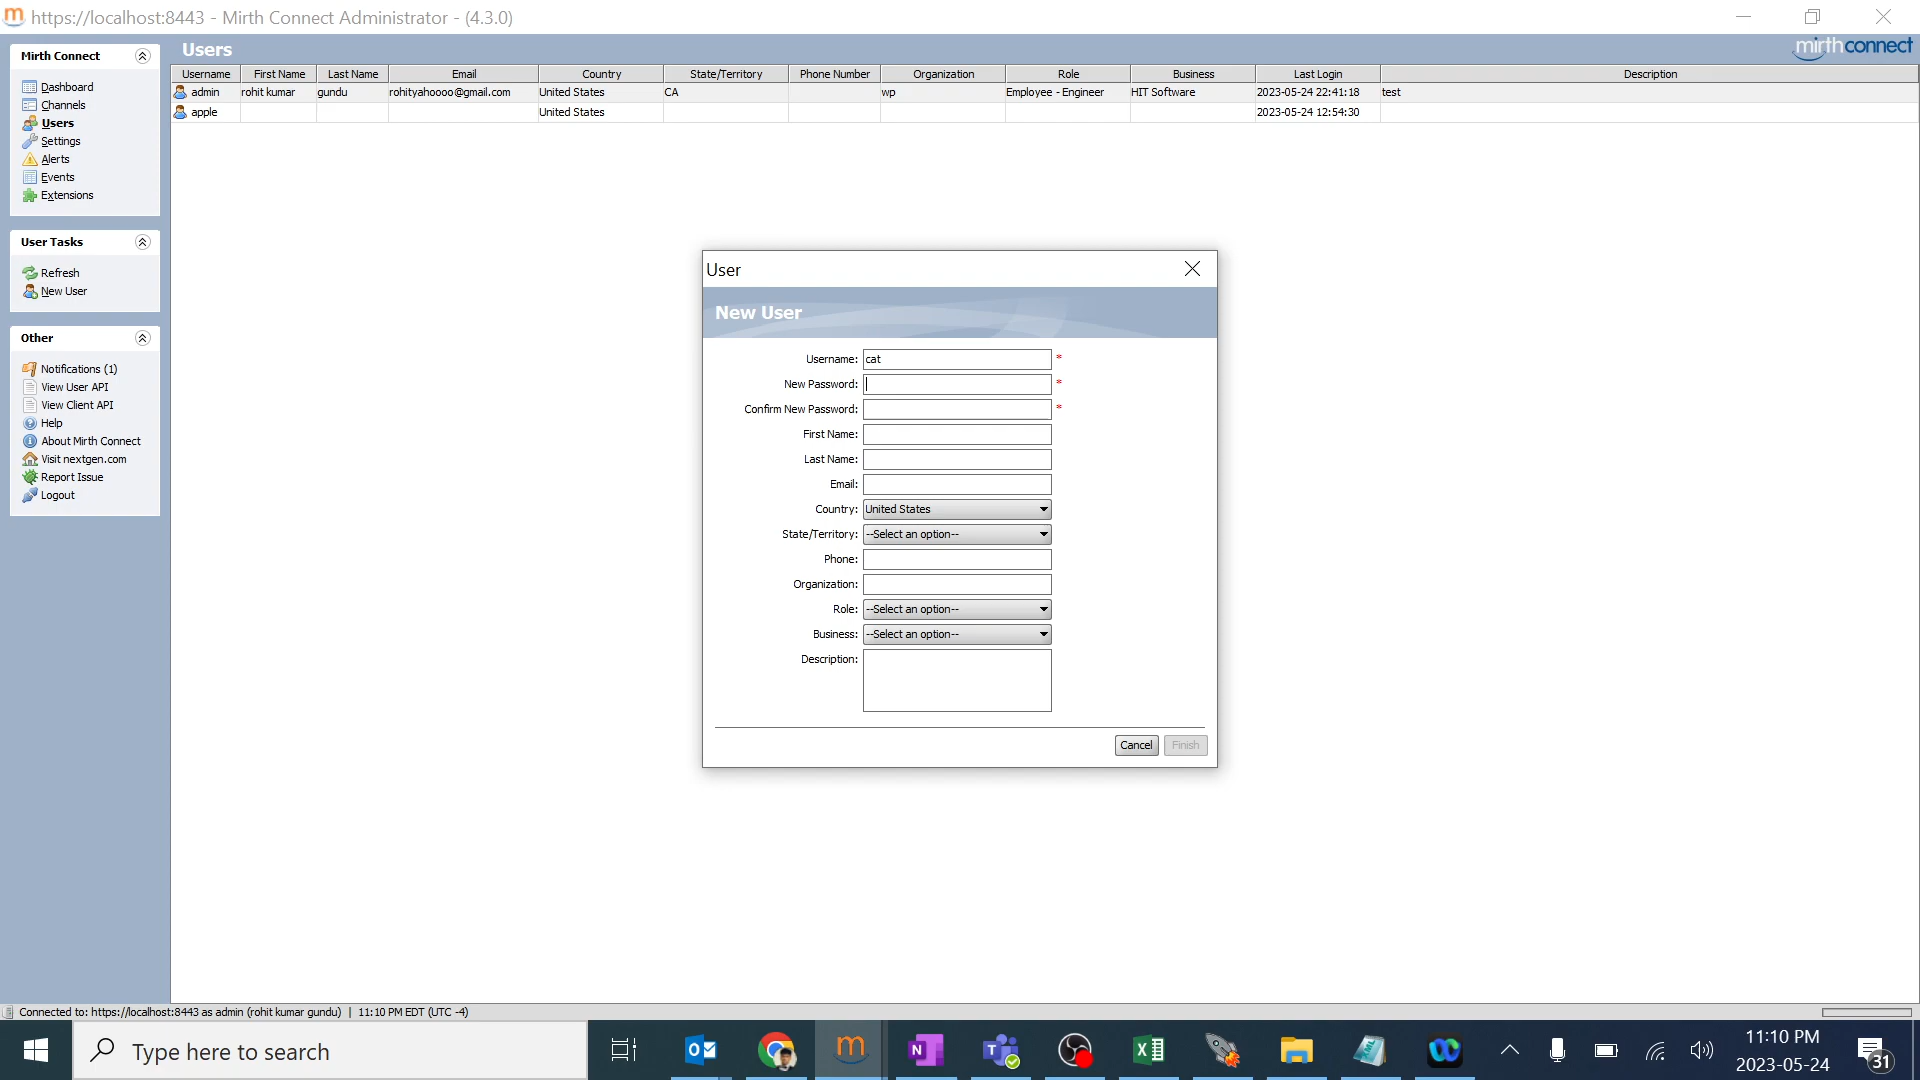 https://localhost:8443 - Mirth Connect Administrator - (4.3.0)
mirthconnect
Mirth Connect
Dashboard
Channels
Users
Settings
Alerts
Events
Extensions
User Tasks
Refresh
New User
Other
Notifications (1)
View User API
View Client API
Help
About Mirth Connect
Visit nextgen.com
Report Issue
Logout
Users
Username First Name Last Name Email Country State/Territory Phone Number Organization Role Business Last Login Description
admin rohit kumar gundu rohityahoooo@gmail.com United States CA wp Employee - Engineer HIT Software 2023-05-24 22:41:18 test
apple United States 2023-05-24 12:54:30
User
New User
Username: cat *
New Password: *
Confirm New Password: *
First Name:
Last Name:
Email:
Country: United States
State/Territory: --Select an option--
Phone:
Organization:
Role: --Select an option--
Business: --Select an option--
Description:
Cancel Finish
Connected to: https://localhost:8443 as admin (rohit kumar gundu) | 11:10 PM EDT (UTC -4)
Type here to search
11:10 PM
2023-05-24
31